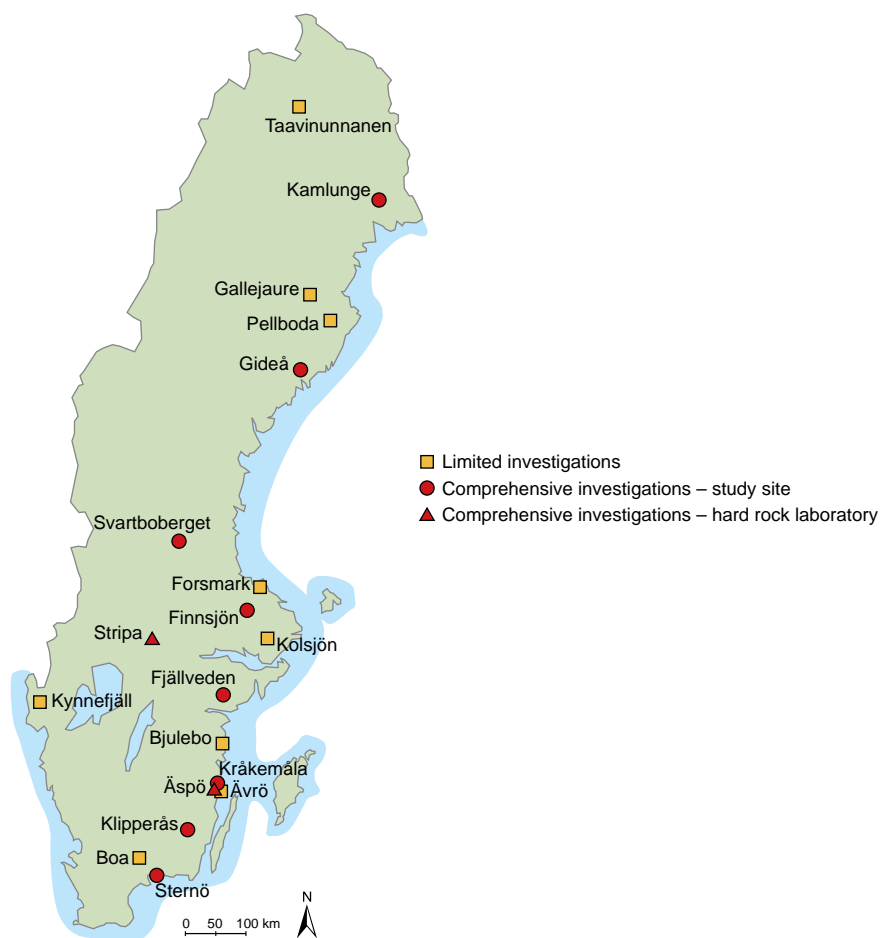 Taavinunnanen
Kamlunge
Gallejaure
Pellboda
Gideå
Limited investigations
Comprehensive investigations – study site
Comprehensive investigations – hard rock laboratory
Svartboberget
Forsmark
Finnsjön
Stripa
Kolsjön
Fjällveden
Kynnefjäll
Bjulebo
Kråkemåla
Äspö
Ävrö
Klipperås
Boa
Sternö
N
0 50 100 km